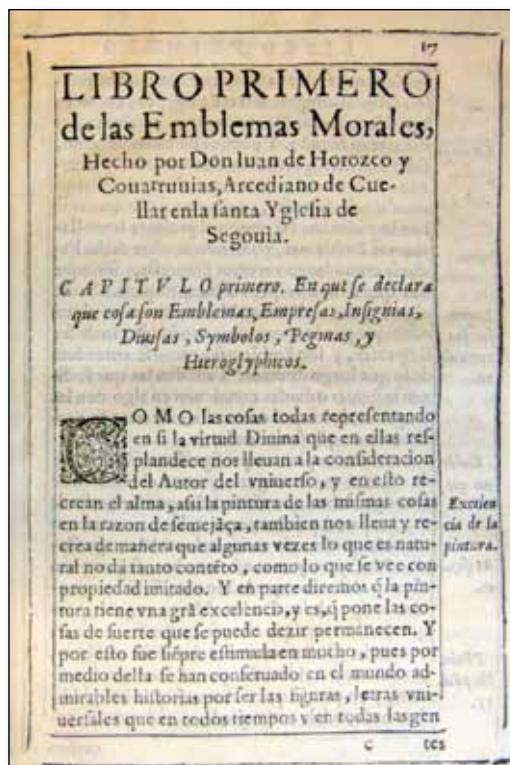 17
LIBRO PRIMERO
de las Emblemas Morales,
Hecho por Don Iuan de Horozco y
Couarruuias, Arcediano de Cue-
llar en la santa Yglesia de
Segouia.
CAPITVLO primero. En que se declara
que cosa son Emblemas, Empresas, Insignias,
Diuisas, Symbolos, Pegmas, y
Hieroglyphicos.
COMO las cosas todas representando
en si la virtud Diuina que en ellas res-
plandece nos lleuan a la consideracion
del Autor del vniuerso, y en esto re-
crean el alma, assi la pintura de las mismas cosas
en la razon de semejãça, tambien nos lleua y re-
crea demanera que algunas vezes lo que es natu-
ral no da tanto contẽto, como lo que se vee con
propiedad imitado. Y en parte diremos q̃ la pin-
tura tiene vna grã excelencia, y es, q̃ pone las co-
sas de suerte que se puede dezir permanecen. Y
por esto fue siẽpre estimada en mucho, pues por
medio della se han conseruado en el mundo ad-
mirables historias por ser las figuras, letras vni-
uersales que en todos tiempos y en todas las gen
c tes
Excelen
cia de la
pintura.